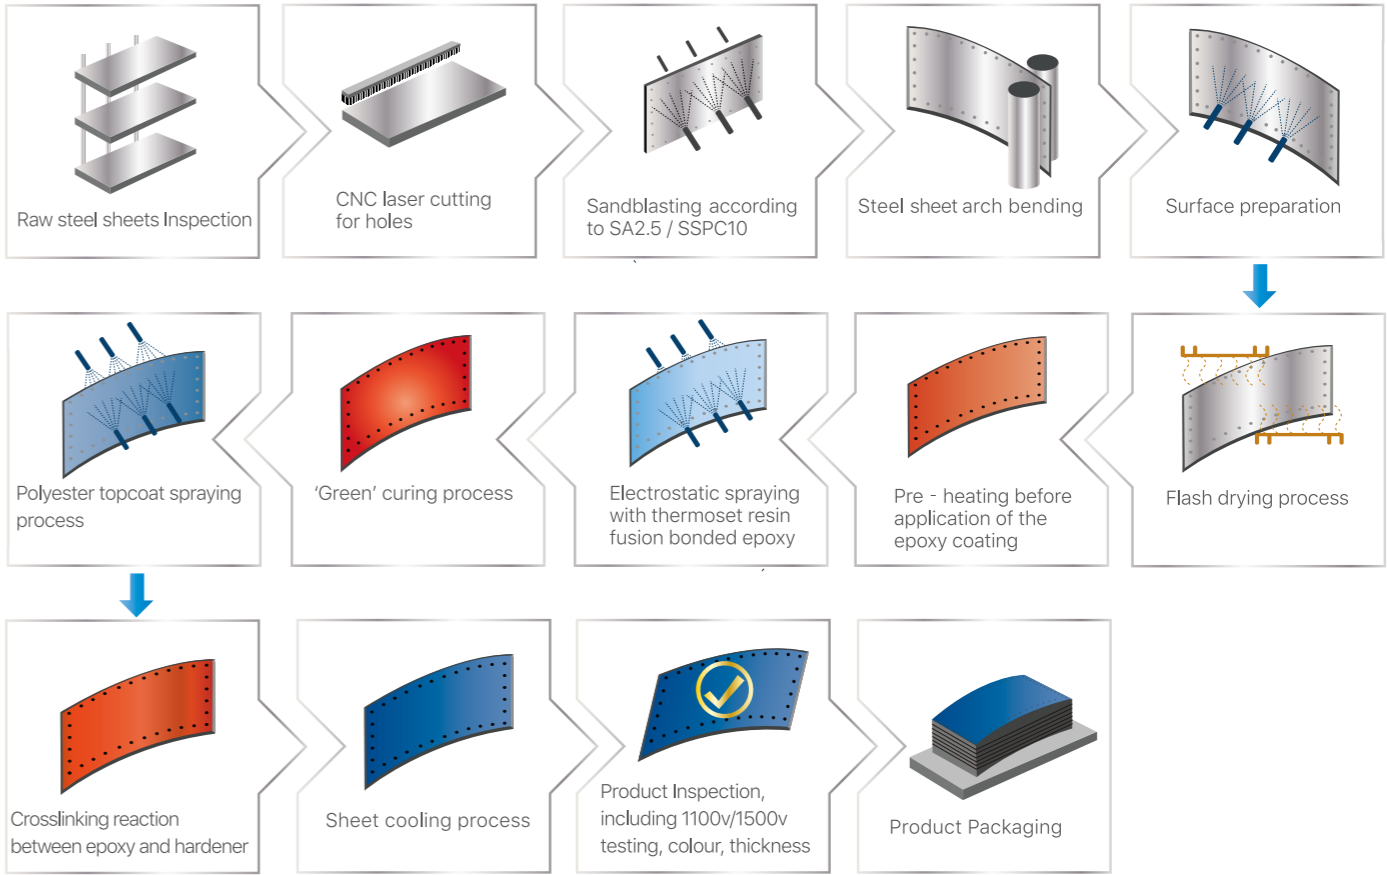 Raw steel sheets Inspection
CNC laser cutting
for holes
Sandblasting according
to SA2.5 / SSPC10
Steel sheet arch bending
Surface preparation
Polyester topcoat spraying
process
‘Green’ curing process
Electrostatic spraying
with thermoset resin
fusion bonded epoxy
Pre - heating before
application of the
epoxy coating
Flash drying process
Crosslinking reaction
between epoxy and hardener
Sheet cooling process
Product Inspection,
including 1100v/1500v
testing, colour, thickness
Product Packaging